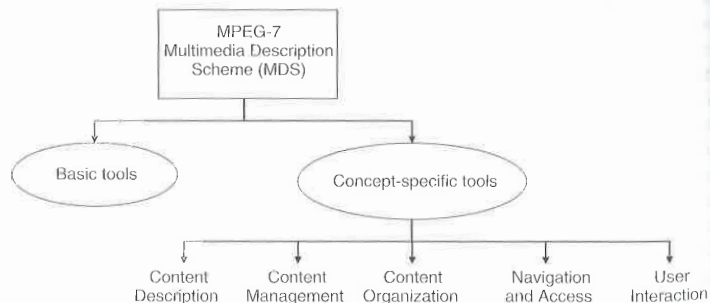 MPEG-7
Multimedia Description
Scheme (MDS)
Basic tools
Concept-specific tools
Content
Description
Content
Management
Content
Organization
Navigation
and Access
User
Interaction